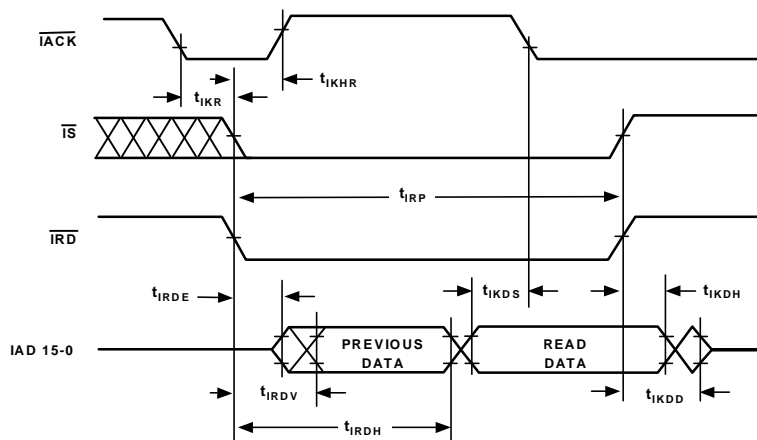 IACK
tIKHR
tIKR
IS
tIRP
IRD
tIRDE
tIKDS
tIKDH
IAD 15-0
PREVIOUS
DATA
READ
DATA
tIRDV
tIKDD
tIRDH